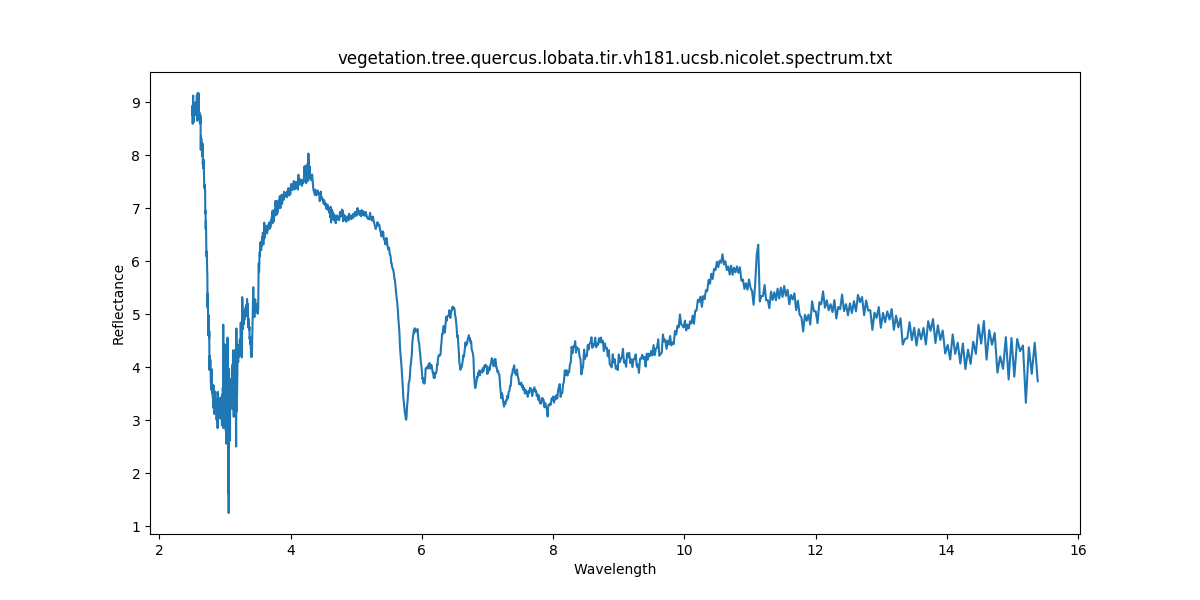 vegetation.tree.quercus.lobata.tir.vh181.ucsb.nicolet.spectrum.txt
9
8
7
6
5
4
3
2
1
Reflectance
2 4 6 8 10 12 14 16
Wavelength